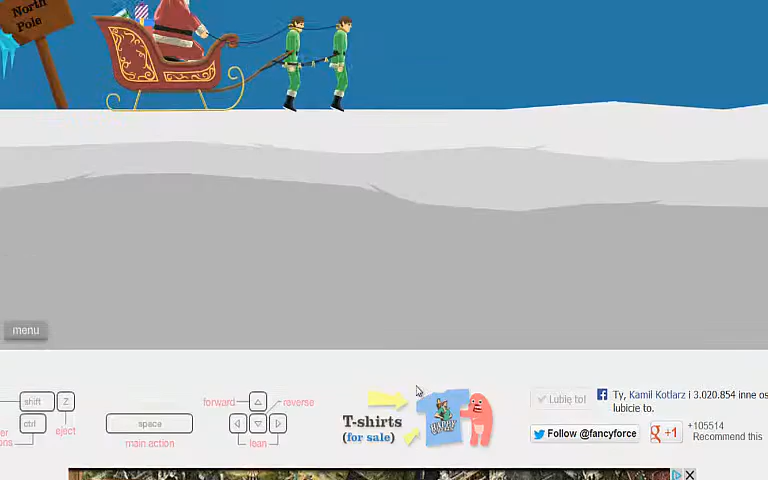 North
Pole
menu
shift
Z
ctrl
eject
space
main action
forward
reverse
lean
T-shirts
(for sale)
HAPPY
Lubię to!
Ty, Kamil Kotlarz i 3.020.854 inne os
lubicie to.
Follow @fancyforce
+1
+105514
Recommend this